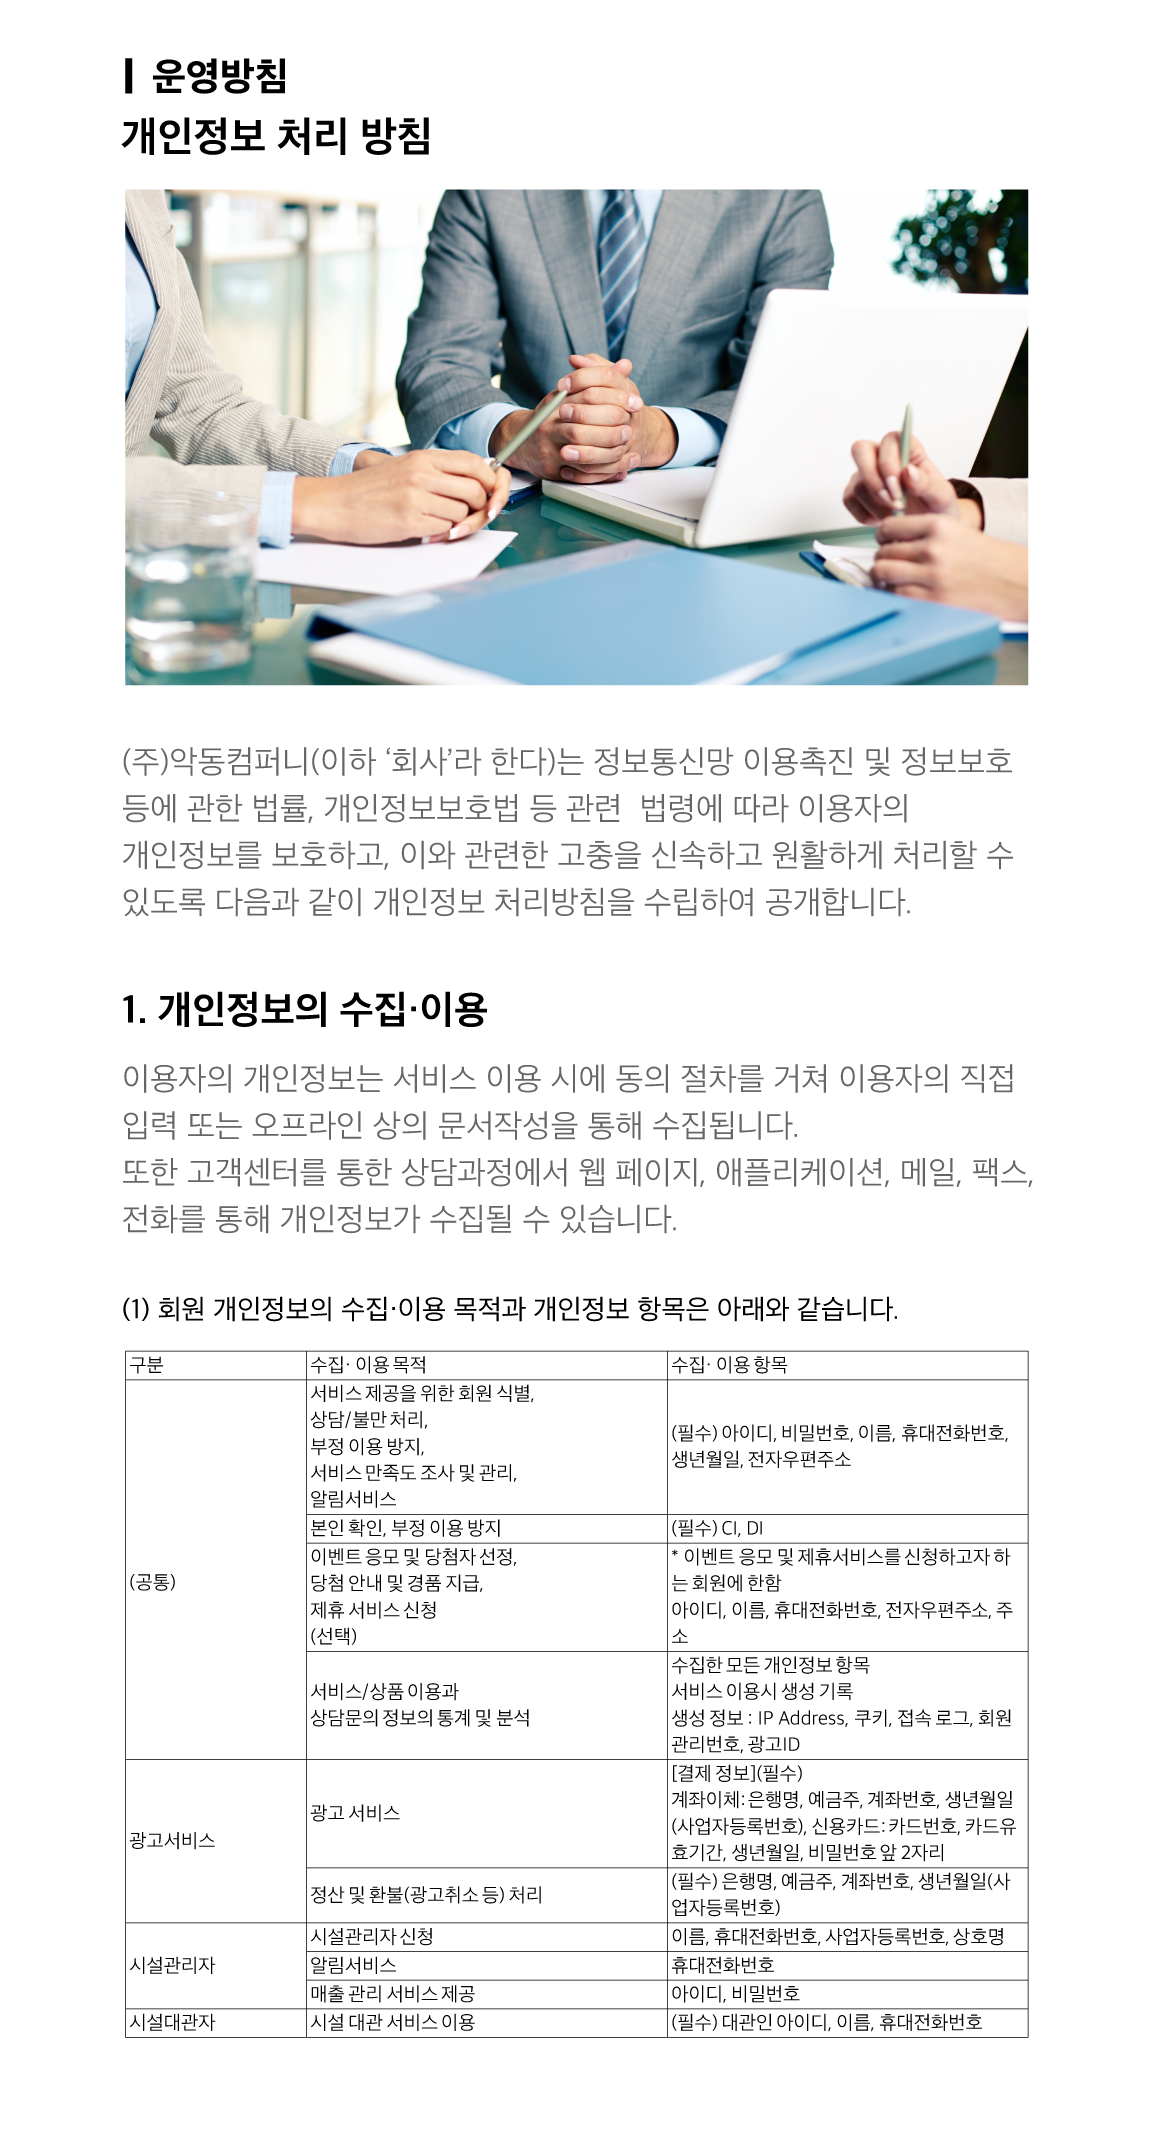 운영방침
개인정보 처리 방침
(주)악동컴퍼니(이하 ‘회사’라 한다)는 정보통신망 이용촉진 및 정보보호
등에 관한 법률, 개인정보보호법 등 관련  법령에 따라 이용자의
개인정보를 보호하고, 이와 관련한 고충을 신속하고 원활하게 처리할 수
있도록 다음과 같이 개인정보 처리방침을 수립하여 공개합니다.
1. 개인정보의 수집·이용
이용자의 개인정보는 서비스 이용 시에 동의 절차를 거쳐 이용자의 직접
입력 또는 오프라인 상의 문서작성을 통해 수집됩니다.
또한 고객센터를 통한 상담과정에서 웹 페이지, 애플리케이션, 메일, 팩스,
전화를 통해 개인정보가 수집될 수 있습니다.
(1) 회원 개인정보의 수집·이용 목적과 개인정보 항목은 아래와 같습니다.
구분
수집· 이용 목적
수집· 이용 항목
(공통)
서비스 제공을 위한 회원 식별,
상담/불만 처리,
부정 이용 방지,
서비스 만족도 조사 및 관리,
알림서비스
(필수) 아이디, 비밀번호, 이름, 휴대전화번호,
생년월일, 전자우편주소
본인 확인, 부정 이용 방지
(필수) CI, DI
이벤트 응모 및 당첨자 선정,
당첨 안내 및 경품 지급,
제휴 서비스 신청
(선택)
* 이벤트 응모 및 제휴서비스를 신청하고자 하
는 회원에 한함
아이디, 이름, 휴대전화번호, 전자우편주소, 주
소
서비스/상품 이용과
상담문의 정보의 통계 및 분석
수집한 모든 개인정보 항목
서비스 이용시 생성 기록
생성 정보 : IP Address, 쿠키, 접속 로그, 회원
관리번호, 광고ID
광고서비스
광고 서비스
[결제 정보](필수)
계좌이체: 은행명, 예금주, 계좌번호, 생년월일
(사업자등록번호), 신용카드: 카드번호, 카드유
효기간, 생년월일, 비밀번호 앞 2자리
정산 및 환불(광고취소 등) 처리
(필수) 은행명, 예금주, 계좌번호, 생년월일(사
업자등록번호)
시설관리자
시설관리자 신청
이름, 휴대전화번호, 사업자등록번호, 상호명
알림서비스
휴대전화번호
매출 관리 서비스 제공
아이디, 비밀번호
시설대관자
시설 대관 서비스 이용
(필수) 대관인 아이디, 이름, 휴대전화번호